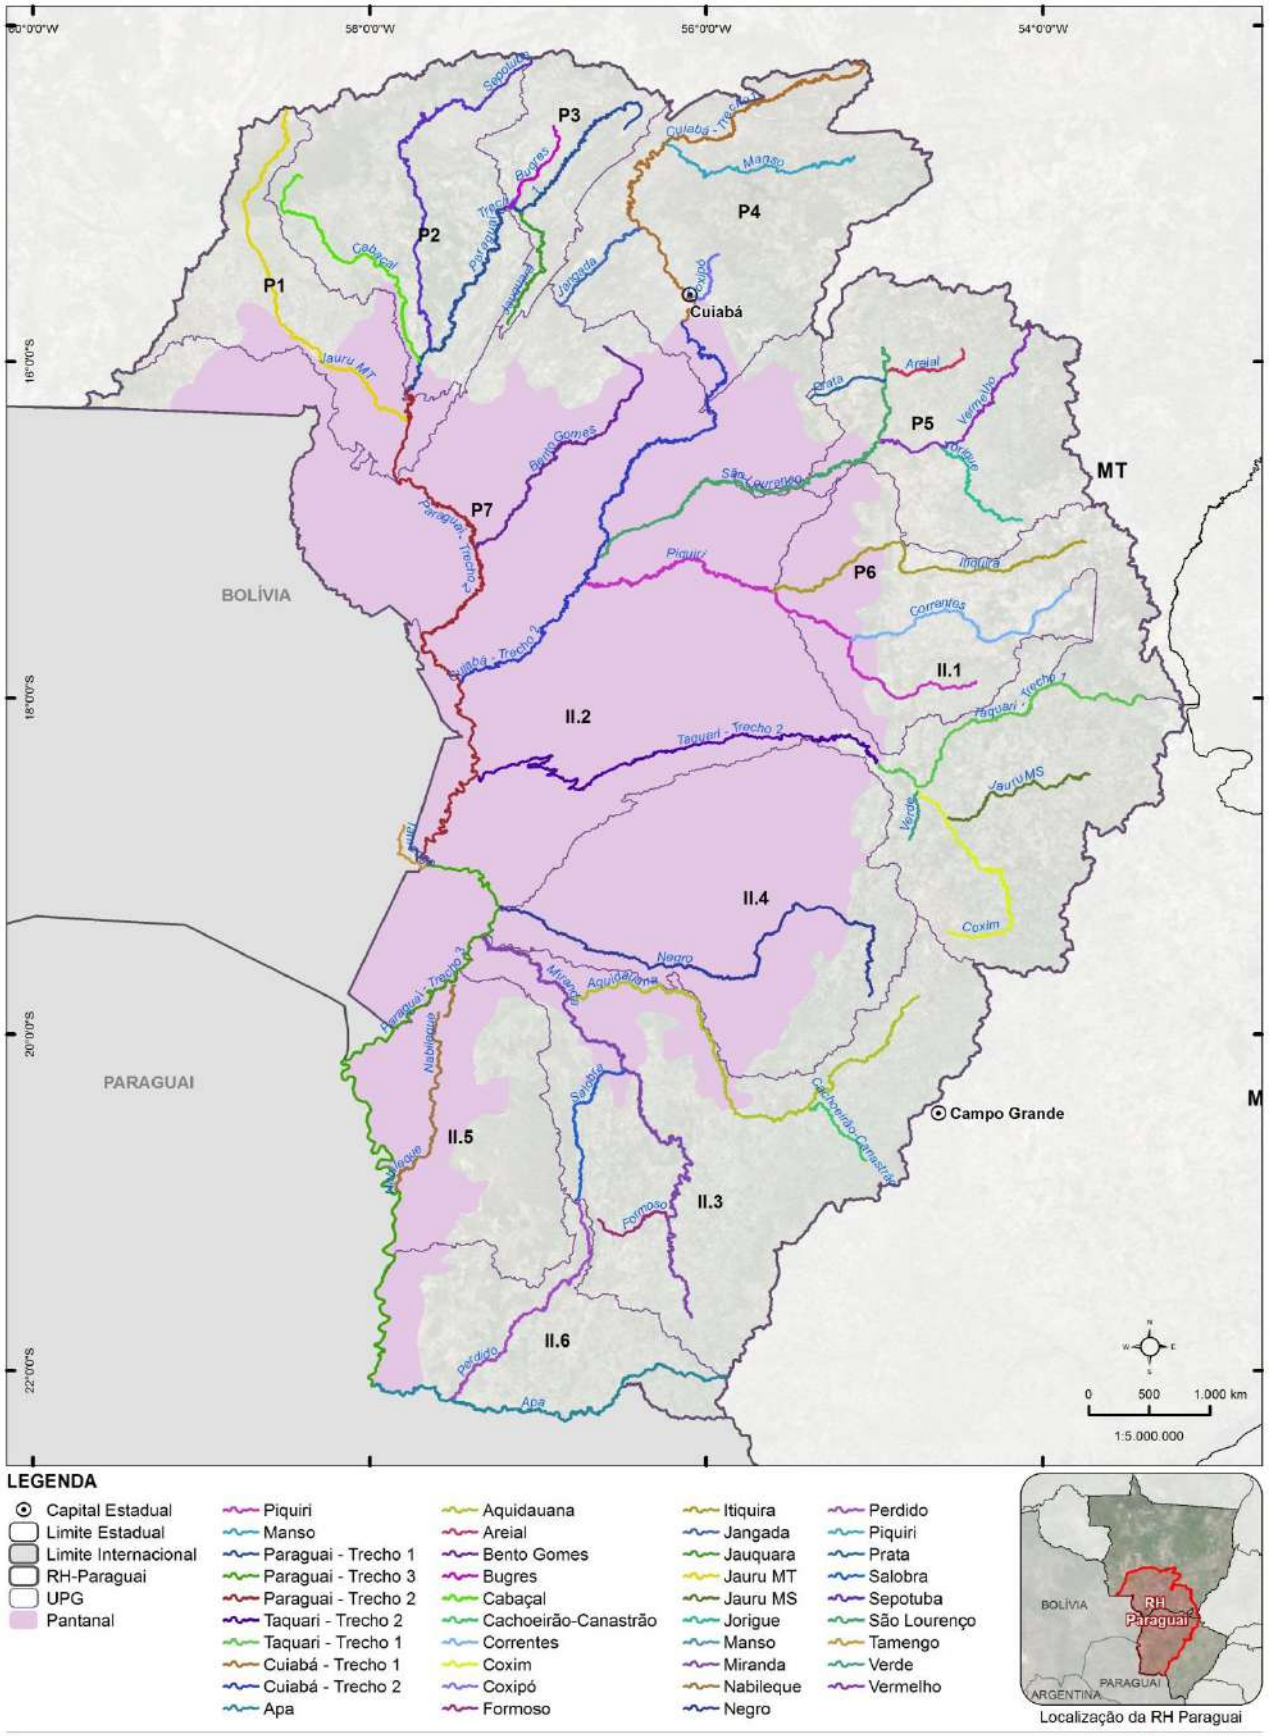 60°0'0"W 58°0'0"W 56°0'0"W 54°0'0"W
Sepotuba
P3
Cuiabá - Trecho 1
Bugres
Manso
Trecho 1
P4
P2
Cabaçal
Paraguai
Jauquara
Jangada
Coxipó
P1
Cuiabá
16°0'0"S
Jauru MT
Prata
Areial
Vermelho
P5
Bento Gomes
Jorigue
MT
São Lourenço
P7
Paraguai - Trecho 2
Piquiri
Itiquira
P6
BOLÍVIA
Correntes
Cuiabá - Trecho 2
II.1
18°0'0"S
Taquari - Trecho 1
II.2
Taquari - Trecho 2
Jauru MS
Verde
II.4
Coxim
Negro
Paraguai - Trecho 3
Miranda
Aquidauana
20°0'0"S
Nabileque
PARAGUAI
Salobra
Cachoeirão-Canastrão
M
Campo Grande
II.5
Nabileque
II.3
Formoso
II.6
Perdido
22°0'0"S
Apa
N
W E
S
0 500 1.000 km
1:5.000.000
LEGENDA
Capital Estadual
Limite Estadual
Limite Internacional
RH-Paraguai
UPG
Pantanal
Piquiri
Manso
Paraguai - Trecho 1
Paraguai - Trecho 3
Paraguai - Trecho 2
Taquari - Trecho 2
Taquari - Trecho 1
Cuiabá - Trecho 1
Cuiabá - Trecho 2
Apa
Aquidauana
Areial
Bento Gomes
Bugres
Cabaçal
Cachoeirão-Canastrão
Correntes
Coxim
Coxipó
Formoso
Itiquira
Jangada
Jauquara
Jauru MT
Jauru MS
Jorigue
Manso
Miranda
Nabileque
Negro
Perdido
Piquiri
Prata
Salobra
Sepotuba
São Lourenço
Tamengo
Verde
Vermelho
BOLÍVIA
RH
Paraguai
PARAGUAI
ARGENTINA
Localização da RH Paraguai